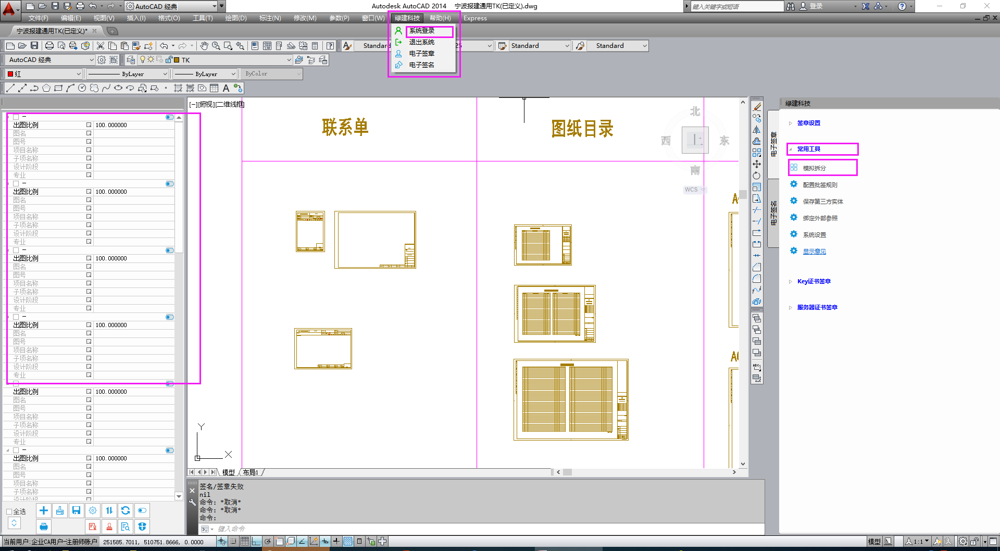 AutoCAD 经典
Autodesk AutoCAD 2014 宁波报建通用TK(已定义).dwg
键入关键字或短语
登录
文件(F) 编辑(E) 视图(V) 插入(I) 格式(O) 工具(T) 绘图(D) 标注(N) 修改(M) 参数(P) 窗口(W) 绿建科技 帮助(H) Express
宁波报建通用TK(已定义)*
系统登录
退出系统
电子签章
电子签名
Standard
25
Standard
Standard
AutoCAD 经典
TK
红
ByLayer
ByLayer
ByColor
[−][俯视][二维线框]
出图比例 100.000000
图名
图号
项目名称
子项名称
设计阶段
专业
出图比例 100.000000
图名
图号
项目名称
子项名称
设计阶段
专业
出图比例 100.000000
图名
图号
项目名称
子项名称
设计阶段
专业
出图比例 100.000000
图名
图号
项目名称
子项名称
设计阶段
专业
出图比例 100.000000
图名
图号
项目名称
子项名称
设计阶段
专业
出图比例 100.000000
图名
图号
项目名称
子项名称
设计阶段
全选
联系单
图纸目录
北
西 上 东
南
WCS
Y
X
模型 布局1
签名/签章失败
nil
命令: *取消*
命令: *取消*
命令:
键入命令
ABC
绿建科技
电子签章
电子签名
签章设置
常用工具
模拟拆分
配置批签规则
保存第三方实体
绑定外部参照
系统设置
显示意见
Key证书签章
服务器证书签章
当前用户:企业CA用户-注册师账户
251585.7011, 510751.8666, 0.0000
模型
1:1